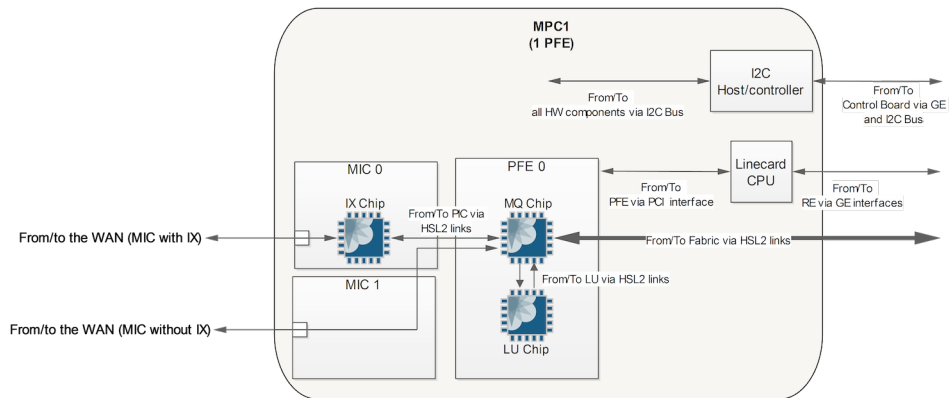 MPC1
(1 PFE)
I2C
Host/controller
From/To
all HW components via I2C Bus
From/To
Control Board via GE
and I2C Bus
MIC 0
PFE 0
Linecard
CPU
From/To
PFE via PCI interface
From/To
RE via GE interfaces
IX Chip
From/To PIC via
HSL2 links
MQ Chip
From/to the WAN (MIC with IX)
From/To Fabric via HSL2 links
MIC 1
From/To LU via HSL2 links
From/to the WAN (MIC without IX)
LU Chip